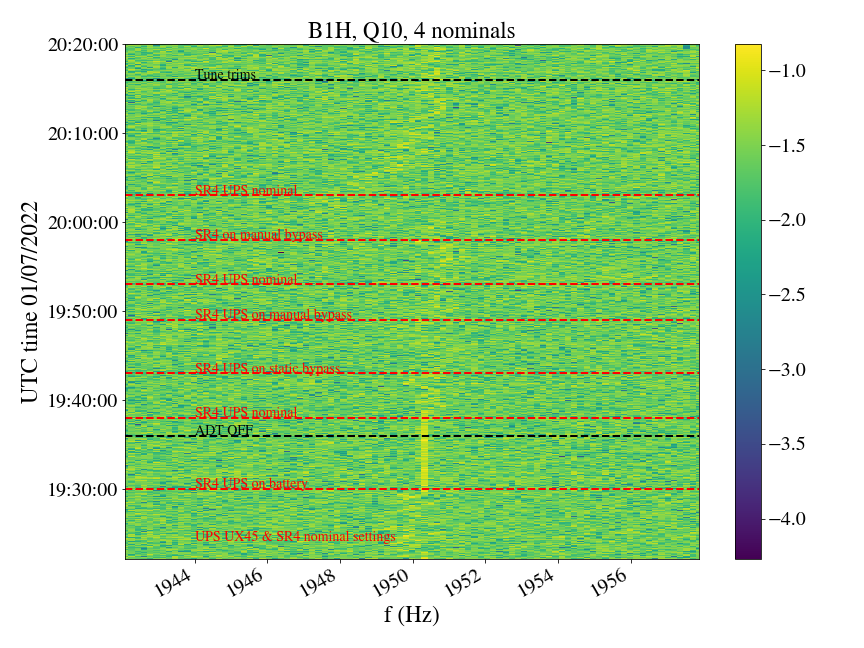 B1H, Q10, 4 nominals
20:20:00
Tune trims
−1.0
20:10:00
−1.5
SR4 UPS nominal
20:00:00
−2.0
SR4 on manual bypass
SR4 UPS nominal
−2.5
19:50:00
SR4 UPS on manual bypass
−3.0
SR4 UPS on static bypass
19:40:00
SR4 UPS nominal
ADT OFF
−3.5
19:30:00
SR4 UPS on battery
−4.0
UPS UX45 & SR4 nominal settings
UTC time 01/07/2022
1944 1946 1948 1950 1952 1954 1956
f (Hz)